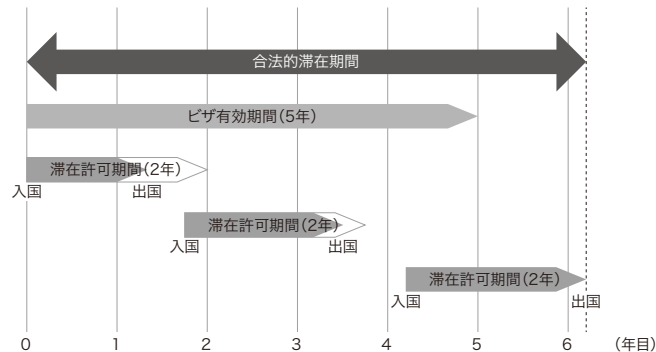 合法的滞在期間
ビザ有効期間(5年)
滞在許可期間(2年)
入国
出国
滞在許可期間(2年)
入国
出国
滞在許可期間(2年)
入国
出国
0 1 2 3 4 5 6 (年目)